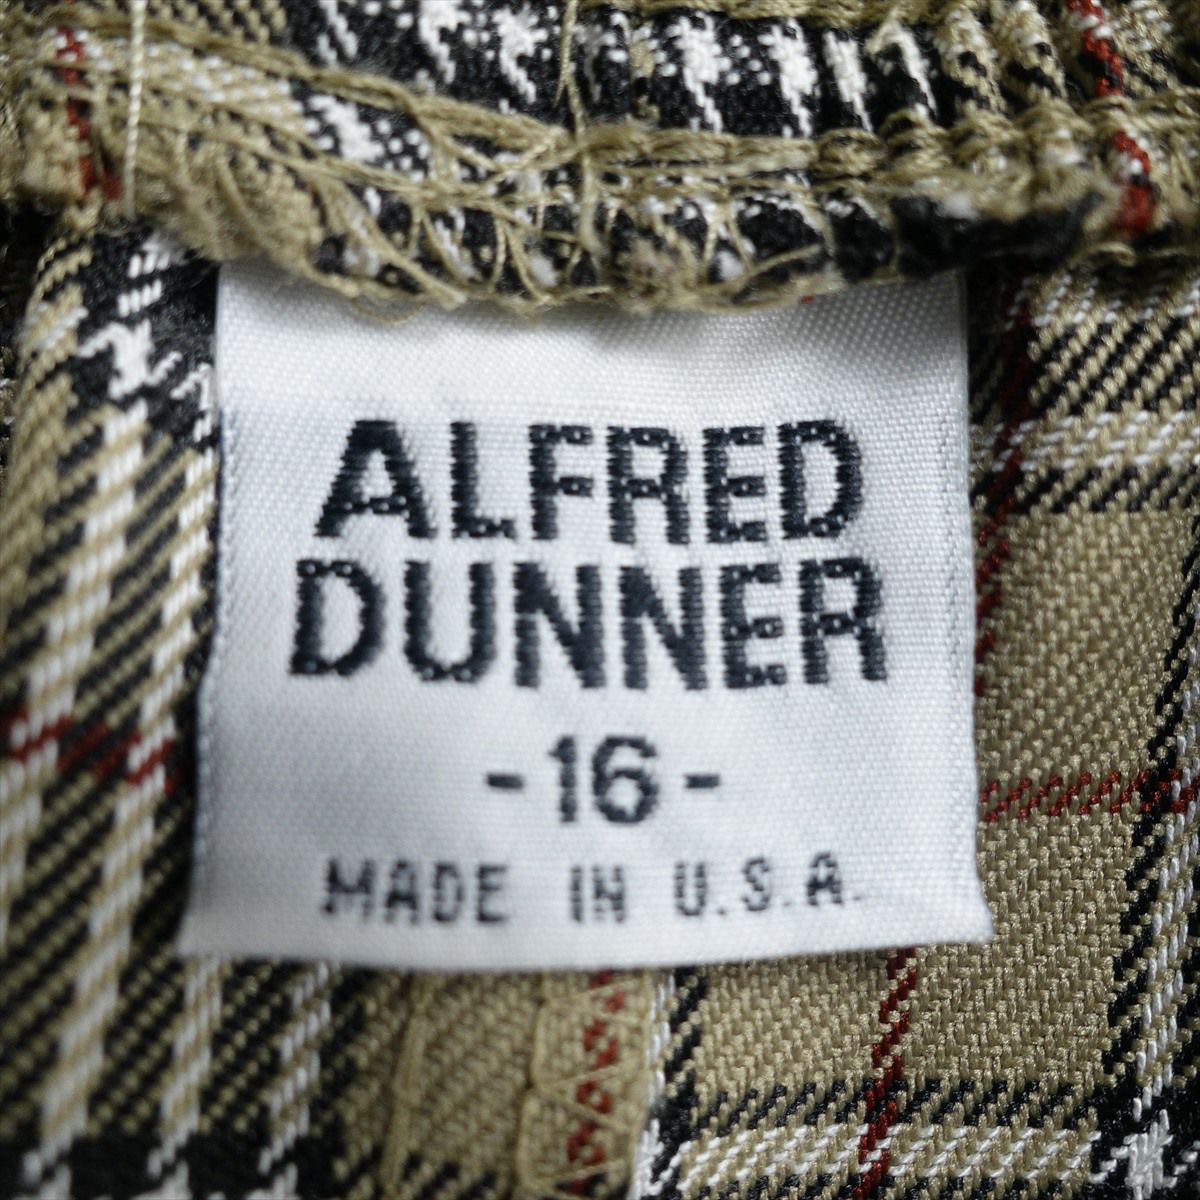 ALFRED
DUNNER
- 16 -
MADE IN U.S.A.